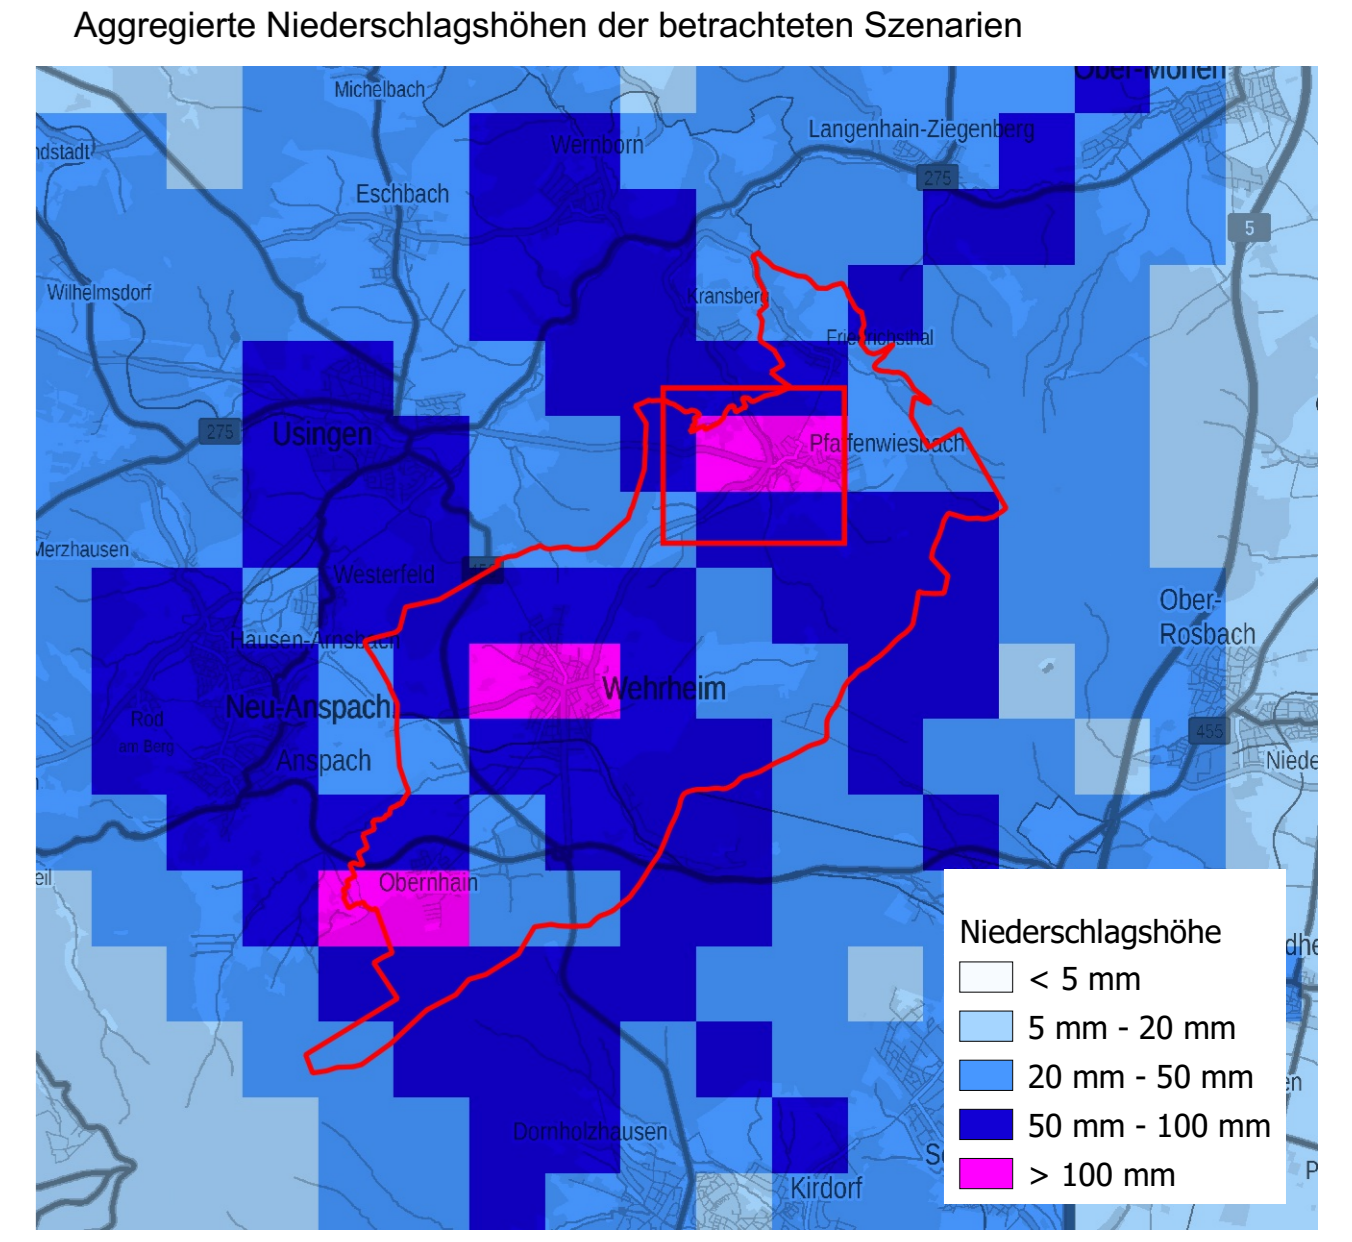 Aggregierte Niederschlagshöhen der betrachteten Szenarien
Michelbach
Langenhain-Ziegenberg
Wernborn
275
Eschbach
5
Wilhelmsdorf
Kransberg
Friedrichsthal
275
Usingen
Pfaffenwiesbach
Merzhausen
Westerfeld
Ober-
Rosbach
Hausen-Arnsbach
Wehrheim
Neu-Anspach
Rod
am Berg
455
Anspach
Obernhain
Niederschlagshöhe
< 5 mm
5 mm - 20 mm
20 mm - 50 mm
50 mm - 100 mm
> 100 mm
Dornholzhausen
Kirdorf